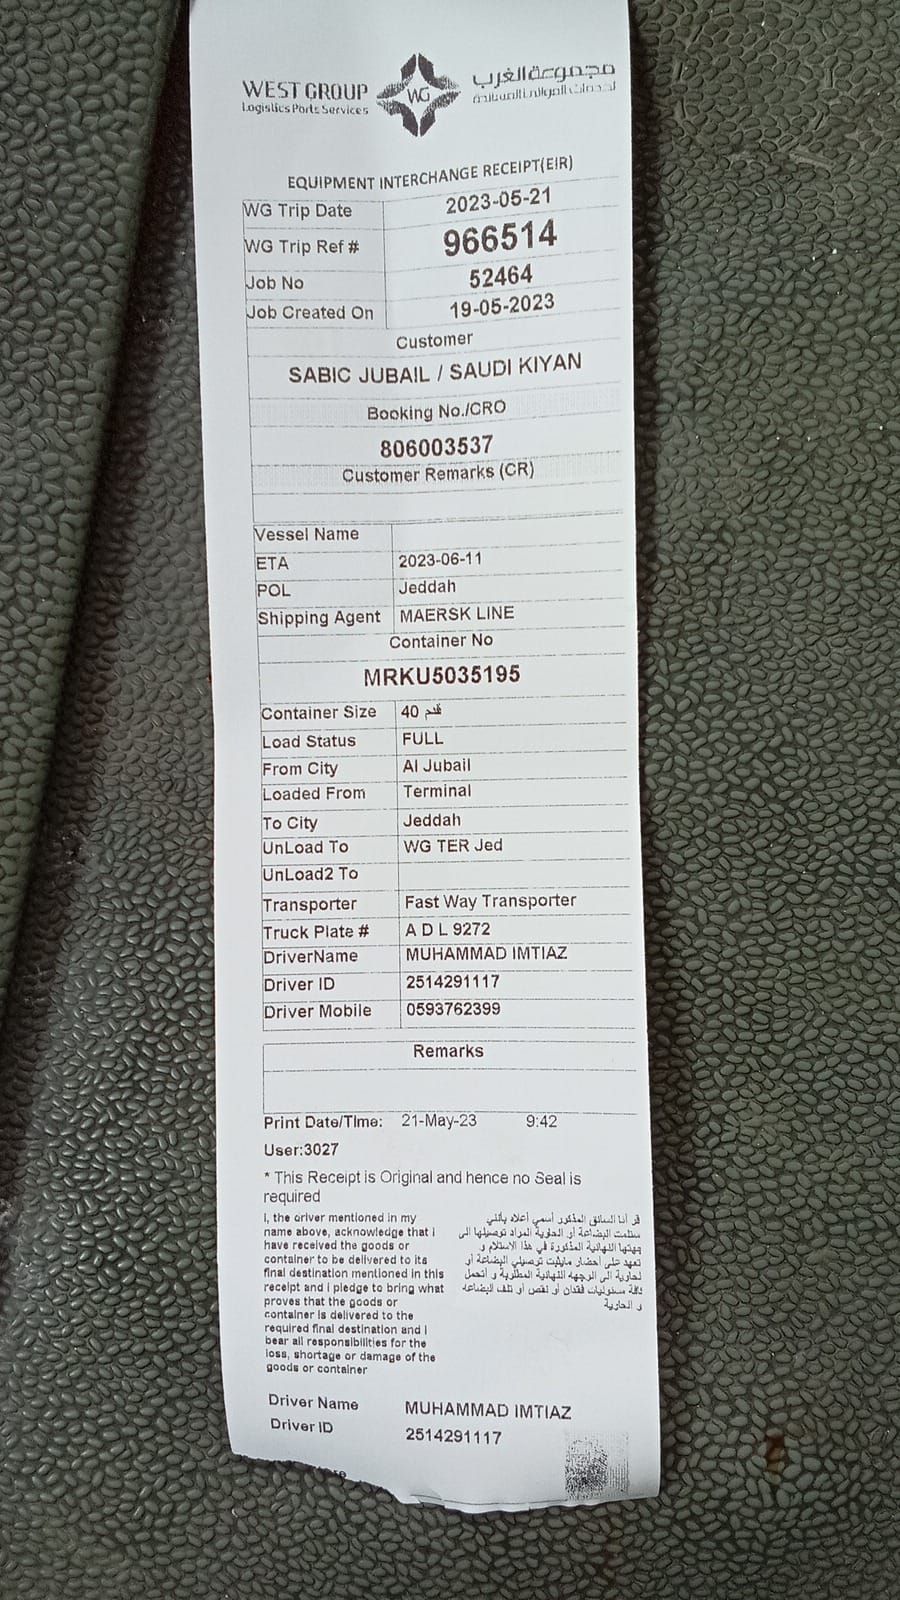 WEST GROUP
Logistics Ports Services
WG
مجموعة الغرب
لخدمات الموانئ المساندة
EQUIPMENT INTERCHANGE RECEIPT(EIR)
WG Trip Date 2023-05-21
WG Trip Ref # 966514
Job No 52464
Job Created On 19-05-2023
Customer
SABIC JUBAIL / SAUDI KIYAN
Booking No./CRO
806003537
Customer Remarks (CR)
Vessel Name
ETA 2023-06-11
POL Jeddah
Shipping Agent MAERSK LINE
Container No
MRKU5035195
Container Size 40 قدم
Load Status FULL
From City Al Jubail
Loaded From Terminal
To City Jeddah
UnLoad To WG TER Jed
UnLoad2 To
Transporter Fast Way Transporter
Truck Plate # A D L 9272
DriverName MUHAMMAD IMTIAZ
Driver ID 2514291117
Driver Mobile 0593762399
Remarks
Print Date/Time: 21-May-23 9:42
User:3027
* This Receipt is Original and hence no Seal is
required
I, the driver mentioned in my
name above, acknowledge that I
have received the goods or
container to be delivered to its
final destination mentioned in this
receipt and I pledge to bring what
proves that the goods or
container is delivered to the
required final destination and I
bear all responsibilities for the
loss, shortage or damage of the
goods or container
قر أنا السائق المذكور أسمي أعلاه بأنني
ستلمت البضاعة أو الحاوية المراد توصيلها الى
جهتها النهائية المذكورة في هذا الاستلام و
تعهد على أحضار مايثبت توصيلي البضاعة أو
لحاوية الى الوجهه النهائية المطلوبة و أتحمل
كافة مسئوليات فقدان أو نقص أو تلف البضاعة
و الحاوية
Driver Name MUHAMMAD IMTIAZ
Driver ID 2514291117